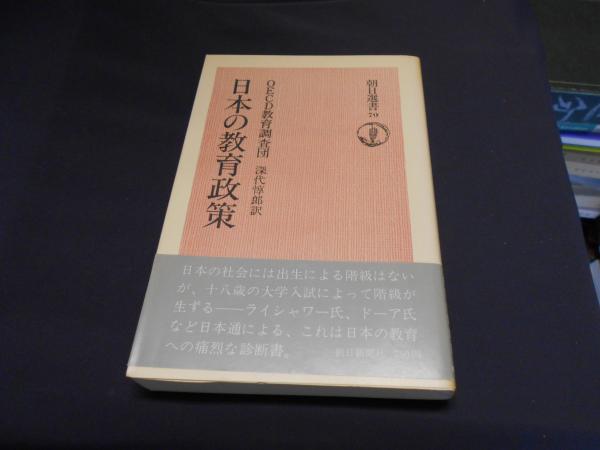 朝日選書
70
OECD教育調査団 深代惇郎訳
日本の教育政策
日本の社会には出生による階級はない
が、十八歳の大学入試によって階級が
生ずる——ライシャワー氏、ドーア氏
など日本通による、これは日本の教育
への痛烈な診断書。
朝日新聞社